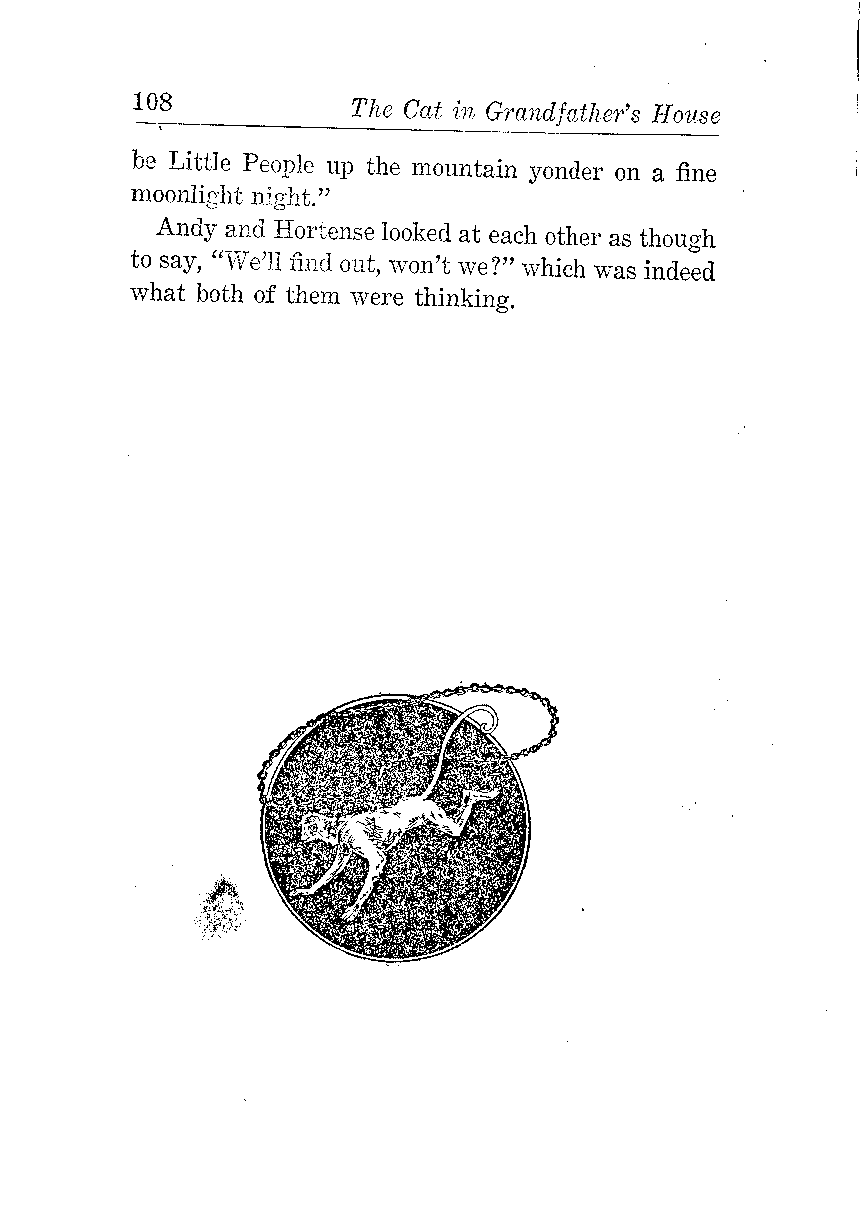 108 The Cat in Grandfather's House
be Little People up the mountain yonder on a fine
moonlight night."
Andy and Hortense looked at each other as though
to say, "We'll find out, won't we?" which was indeed
what both of them were thinking.